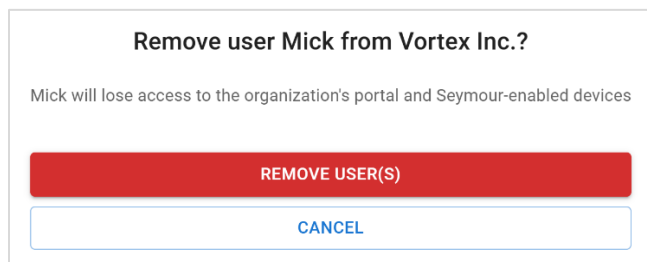 Remove user Mick from Vortex Inc.?
Mick will lose access to the organization's portal and Seymour-enabled devices
REMOVE USER(S)
CANCEL